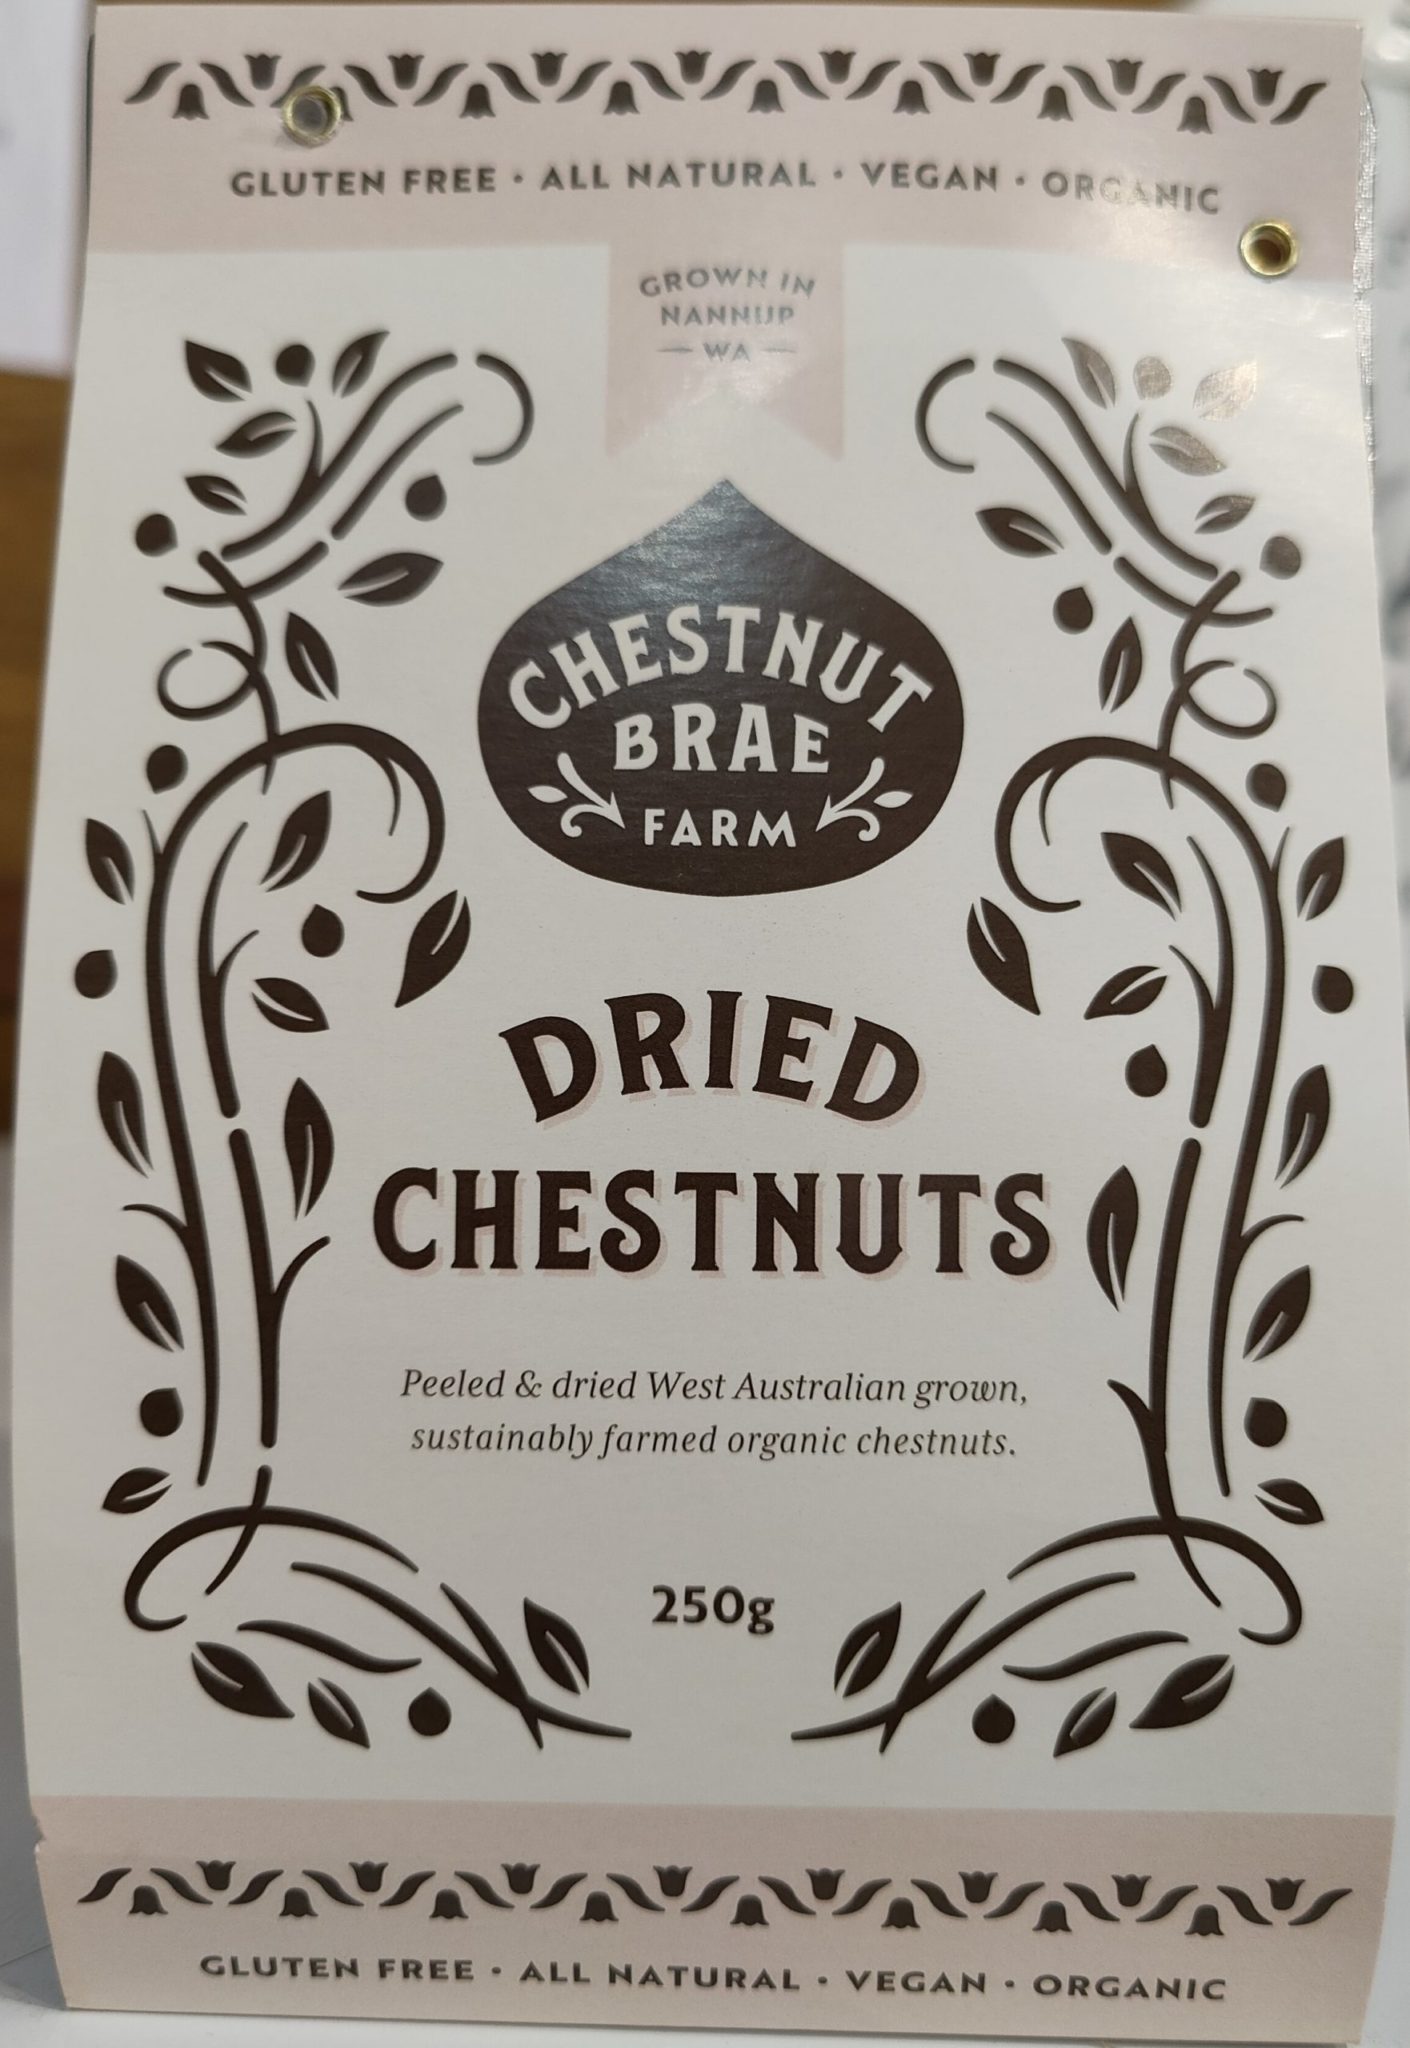 GLUTEN FREE • ALL NATURAL • VEGAN • ORGANIC
GROWN IN
NANNUP
— WA —
CHESTNUT
BRAE
FARM
DRIED
CHESTNUTS
Peeled & dried West Australian grown,
sustainably farmed organic chestnuts.
250g
GLUTEN FREE • ALL NATURAL • VEGAN • ORGANIC